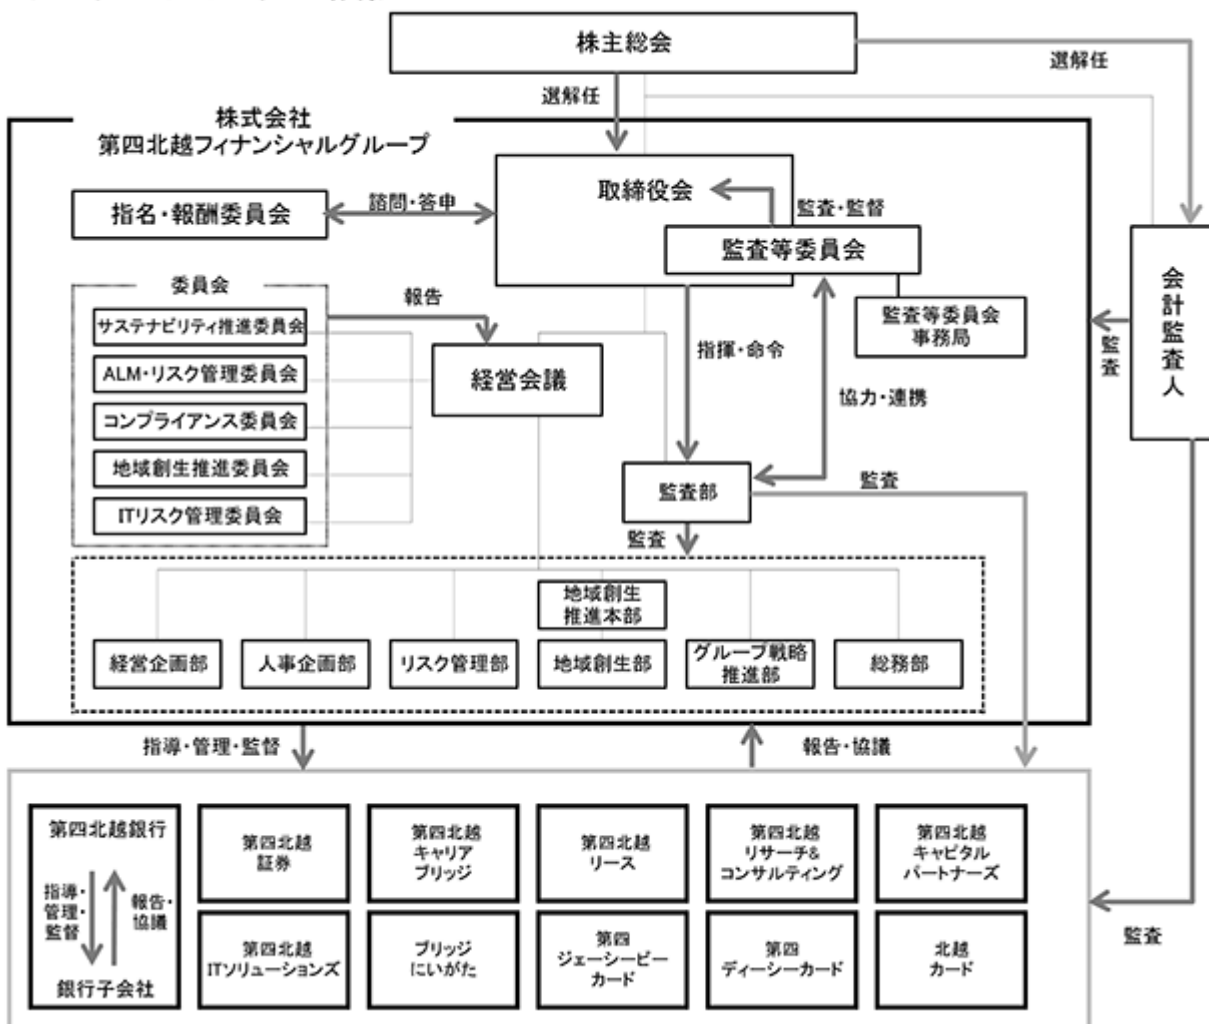 株主総会
選解任
選解任
株式会社
第四北越フィナンシャルグループ
取締役会
指名・報酬委員会
諮問・答申
監査・監督
監査等委員会
委員会
報告
サステナビリティ推進委員会
ALM・リスク管理委員会
コンプライアンス委員会
地域創生推進委員会
ITリスク管理委員会
経営会議
指揮・命令
監査等委員会
事務局
協力・連携
会計監査人
監査
監査部
監査
監査
地域創生
推進本部
経営企画部
人事企画部
リスク管理部
地域創生部
グループ戦略
推進部
総務部
指導・管理・監督
報告・協議
第四北越銀行
指導・
管理・
監督
報告・
協議
銀行子会社
第四北越
証券
第四北越
キャリア
ブリッジ
第四北越
リース
第四北越
リサーチ&
コンサルティング
第四北越
キャピタル
パートナーズ
第四北越
ITソリューションズ
ブリッジ
にいがた
第四
ジェーシービー
カード
第四
ディーシーカード
北越
カード
監査